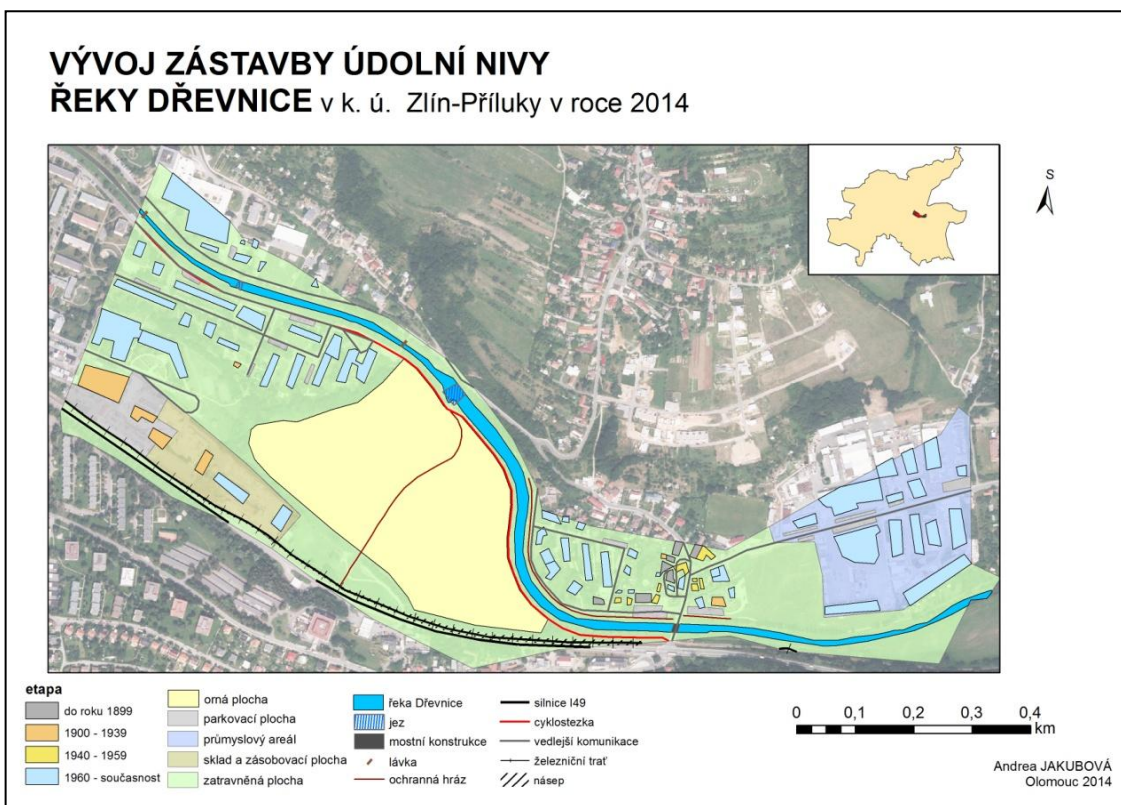 VÝVOJ ZÁSTAVBY ÚDOLNÍ NIVY
ŘEKY DŘEVNICE v k. ú. Zlín-Příluky v roce 2014
S
etapa
do roku 1899
1900 - 1939
1940 - 1959
1960 - současnost
orná plocha
parkovací plocha
průmyslový areál
sklad a zásobovací plocha
zatravněná plocha
řeka Dřevnice
jez
mostní konstrukce
lávka
ochranná hráz
silnice I49
cyklostezka
vedlejší komunikace
železniční trať
násep
0 0,1 0,2 0,3 0,4
km
Andrea JAKUBOVÁ
Olomouc 2014